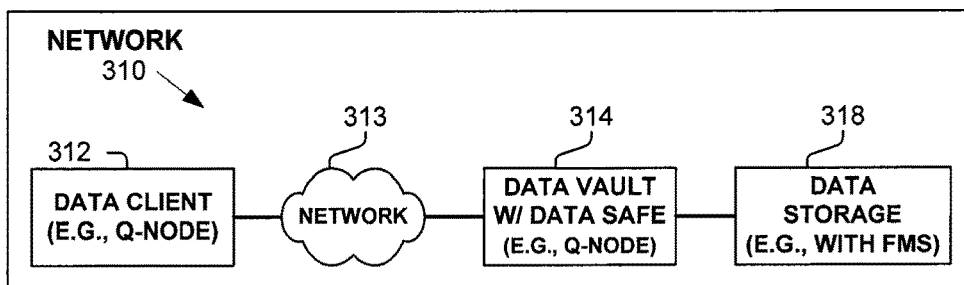 NETWORK
310
312
313
314
318
DATA CLIENT
(E.G., Q-NODE)
NETWORK
DATA VAULT
W/ DATA SAFE
(E.G., Q-NODE)
DATA
STORAGE
(E.G., WITH FMS)